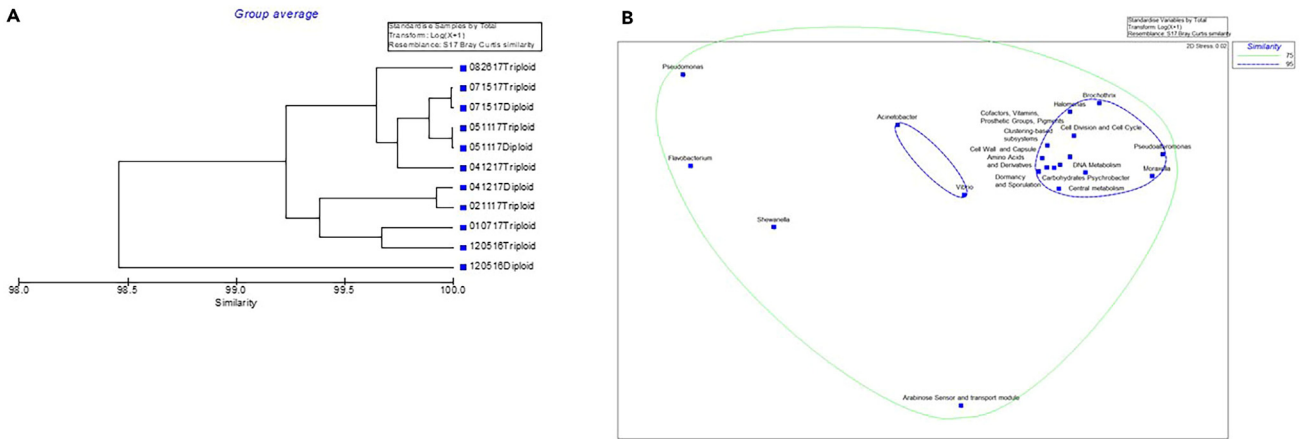 A
Group average
Standardise Samples by Total
Transform: Log(X+1)
Resemblance: S17 Bray Curtis similarity
082617Triploid
071517Triploid
071517Diploid
051117Triploid
051117Diploid
041217Triploid
041217Diploid
021117Triploid
010717Triploid
120516Triploid
120516Diploid
98.0 98.5 99.0 99.5 100.0
Similarity
B
Standardise Variables by Total
Transform: Log(X+1)
Resemblance: S17 Bray Curtis similarity
2D Stress: 0.02
Similarity
75
95
Pseudomonas
Brochothrix
Halomonas
Cofactors, Vitamins,
Prosthetic Groups, Pigments
Acinetobacter
Cell Division and Cell Cycle
Clustering-based
subsystems
Cell Wall and Capsule
Pseudoalteromonas
Amino Acids
and Derivatives
Flavobacterium
DNA Metabolism
Moraxella
Carbohydrates Psychrobacter
Dormancy
and Sporulation
Central metabolism
Vibrio
Shewanella
Arabinose Sensor and transport module